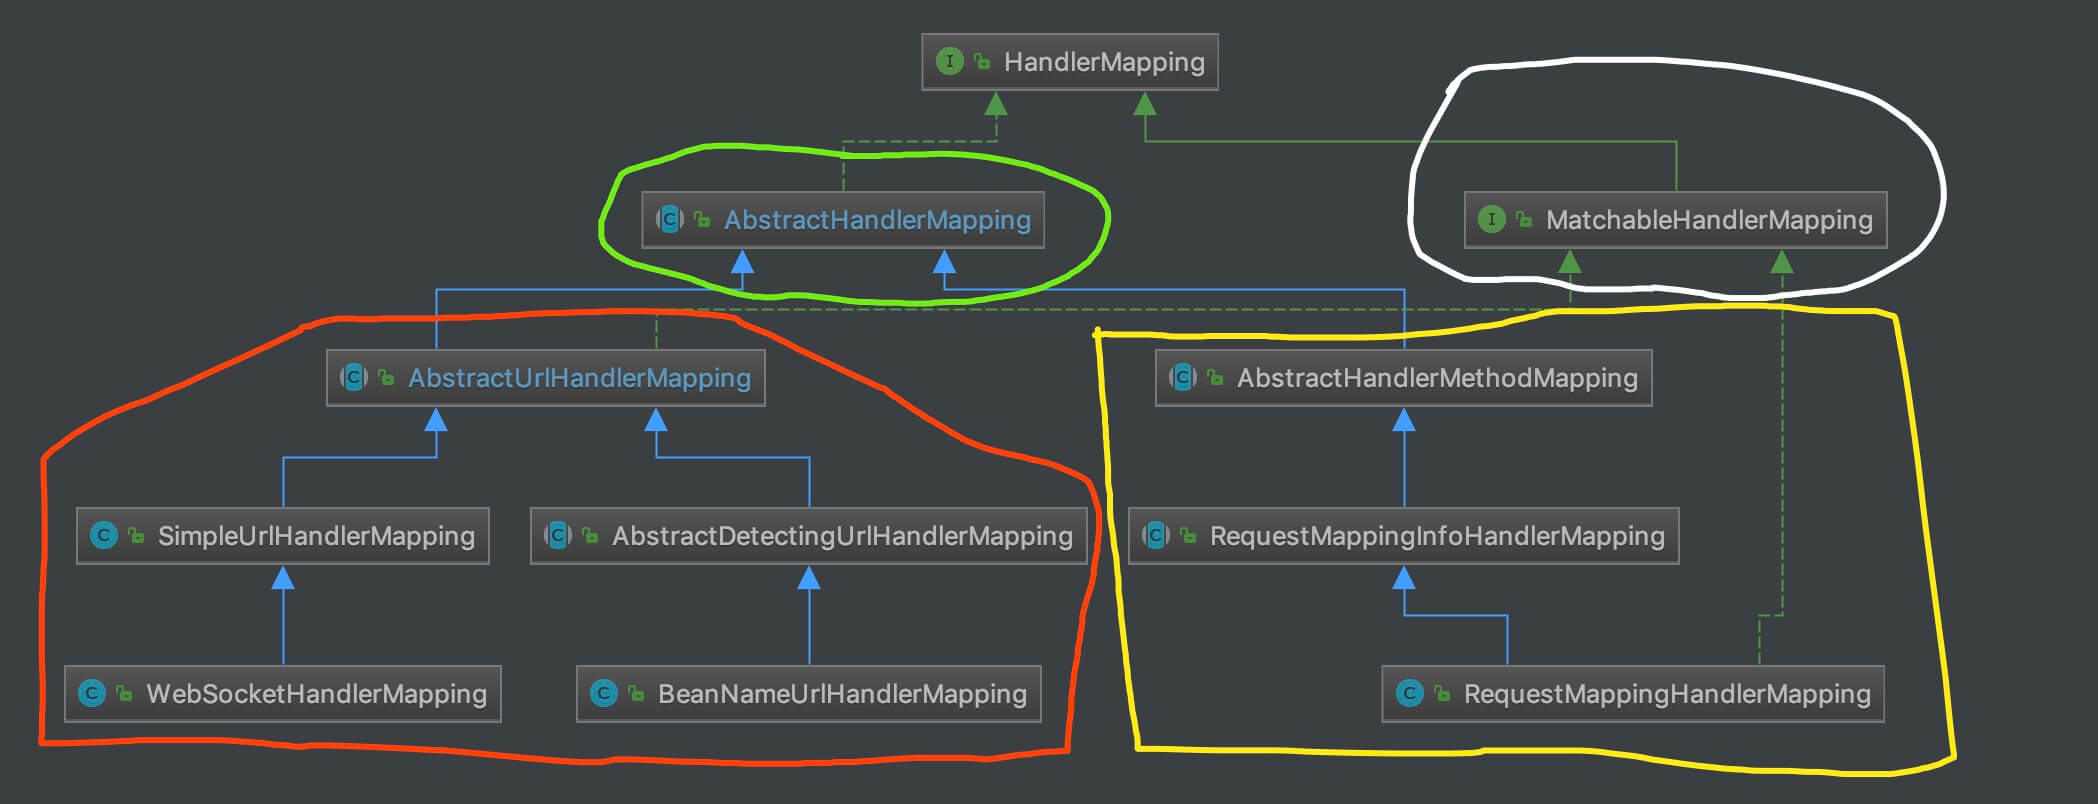 I HandlerMapping
C AbstractHandlerMapping
I MatchableHandlerMapping
C AbstractUrlHandlerMapping
C AbstractHandlerMethodMapping
C SimpleUrlHandlerMapping
C AbstractDetectingUrlHandlerMapping
C RequestMappingInfoHandlerMapping
C WebSocketHandlerMapping
C BeanNameUrlHandlerMapping
C RequestMappingHandlerMapping